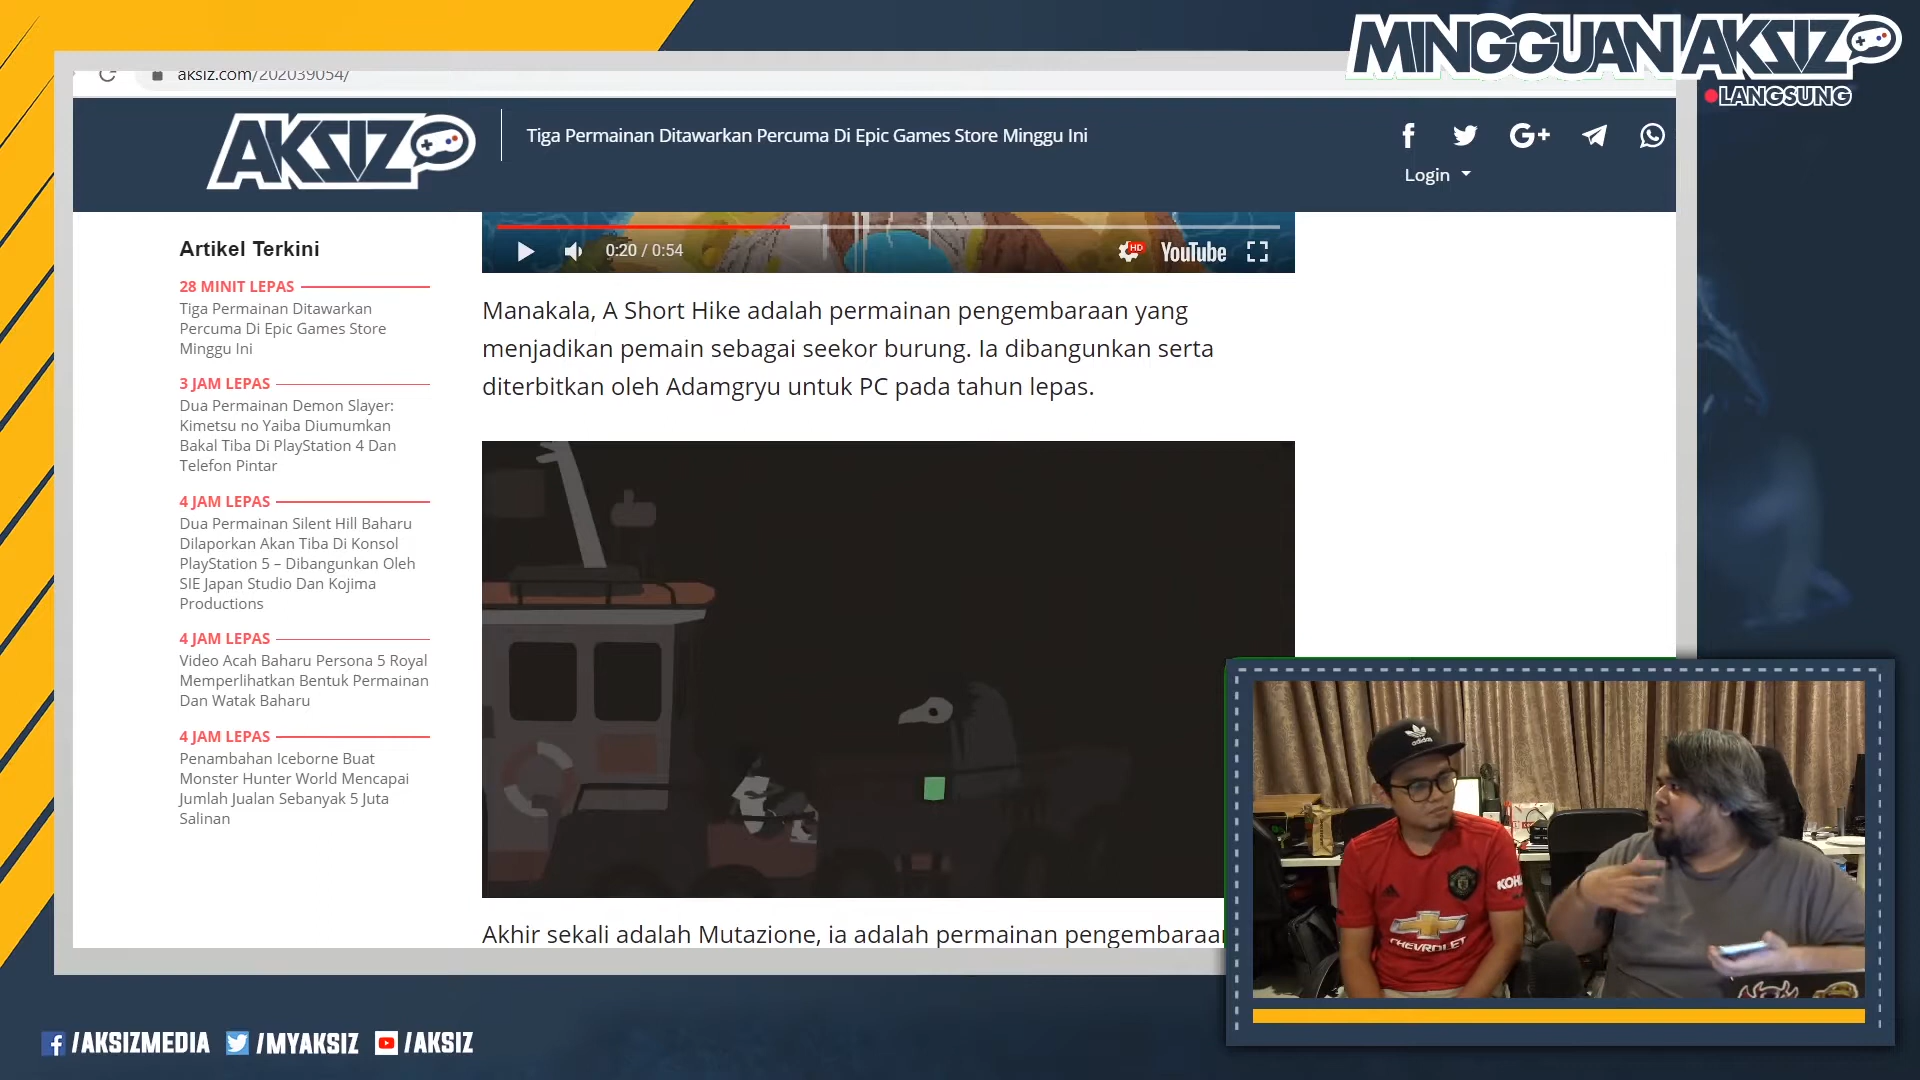 MINGGUAN AKSIZ
LANGSUNG
aksiz.com/202039054/
AKSIZ
Tiga Permainan Ditawarkan Percuma Di Epic Games Store Minggu Ini
Login
Artikel Terkini
28 MINIT LEPAS
Tiga Permainan Ditawarkan
Percuma Di Epic Games Store
Minggu Ini
3 JAM LEPAS
Dua Permainan Demon Slayer:
Kimetsu no Yaiba Diumumkan
Bakal Tiba Di PlayStation 4 Dan
Telefon Pintar
4 JAM LEPAS
Dua Permainan Silent Hill Baharu
Dilaporkan Akan Tiba Di Konsol
PlayStation 5 – Dibangunkan Oleh
SIE Japan Studio Dan Kojima
Productions
4 JAM LEPAS
Video Acah Baharu Persona 5 Royal
Memperlihatkan Bentuk Permainan
Dan Watak Baharu
4 JAM LEPAS
Penambahan Iceborne Buat
Monster Hunter World Mencapai
Jumlah Jualan Sebanyak 5 Juta
Salinan
0:20 / 0:54
HD
YouTube
Manakala, A Short Hike adalah permainan pengembaraan yang
menjadikan pemain sebagai seekor burung. Ia dibangunkan serta
diterbitkan oleh Adamgryu untuk PC pada tahun lepas.
Akhir sekali adalah Mutazione, ia adalah permainan pengembaraan
adidas
KOH
CHEVROLET
/AKSIZMEDIA
/MYAKSIZ
/AKSIZ